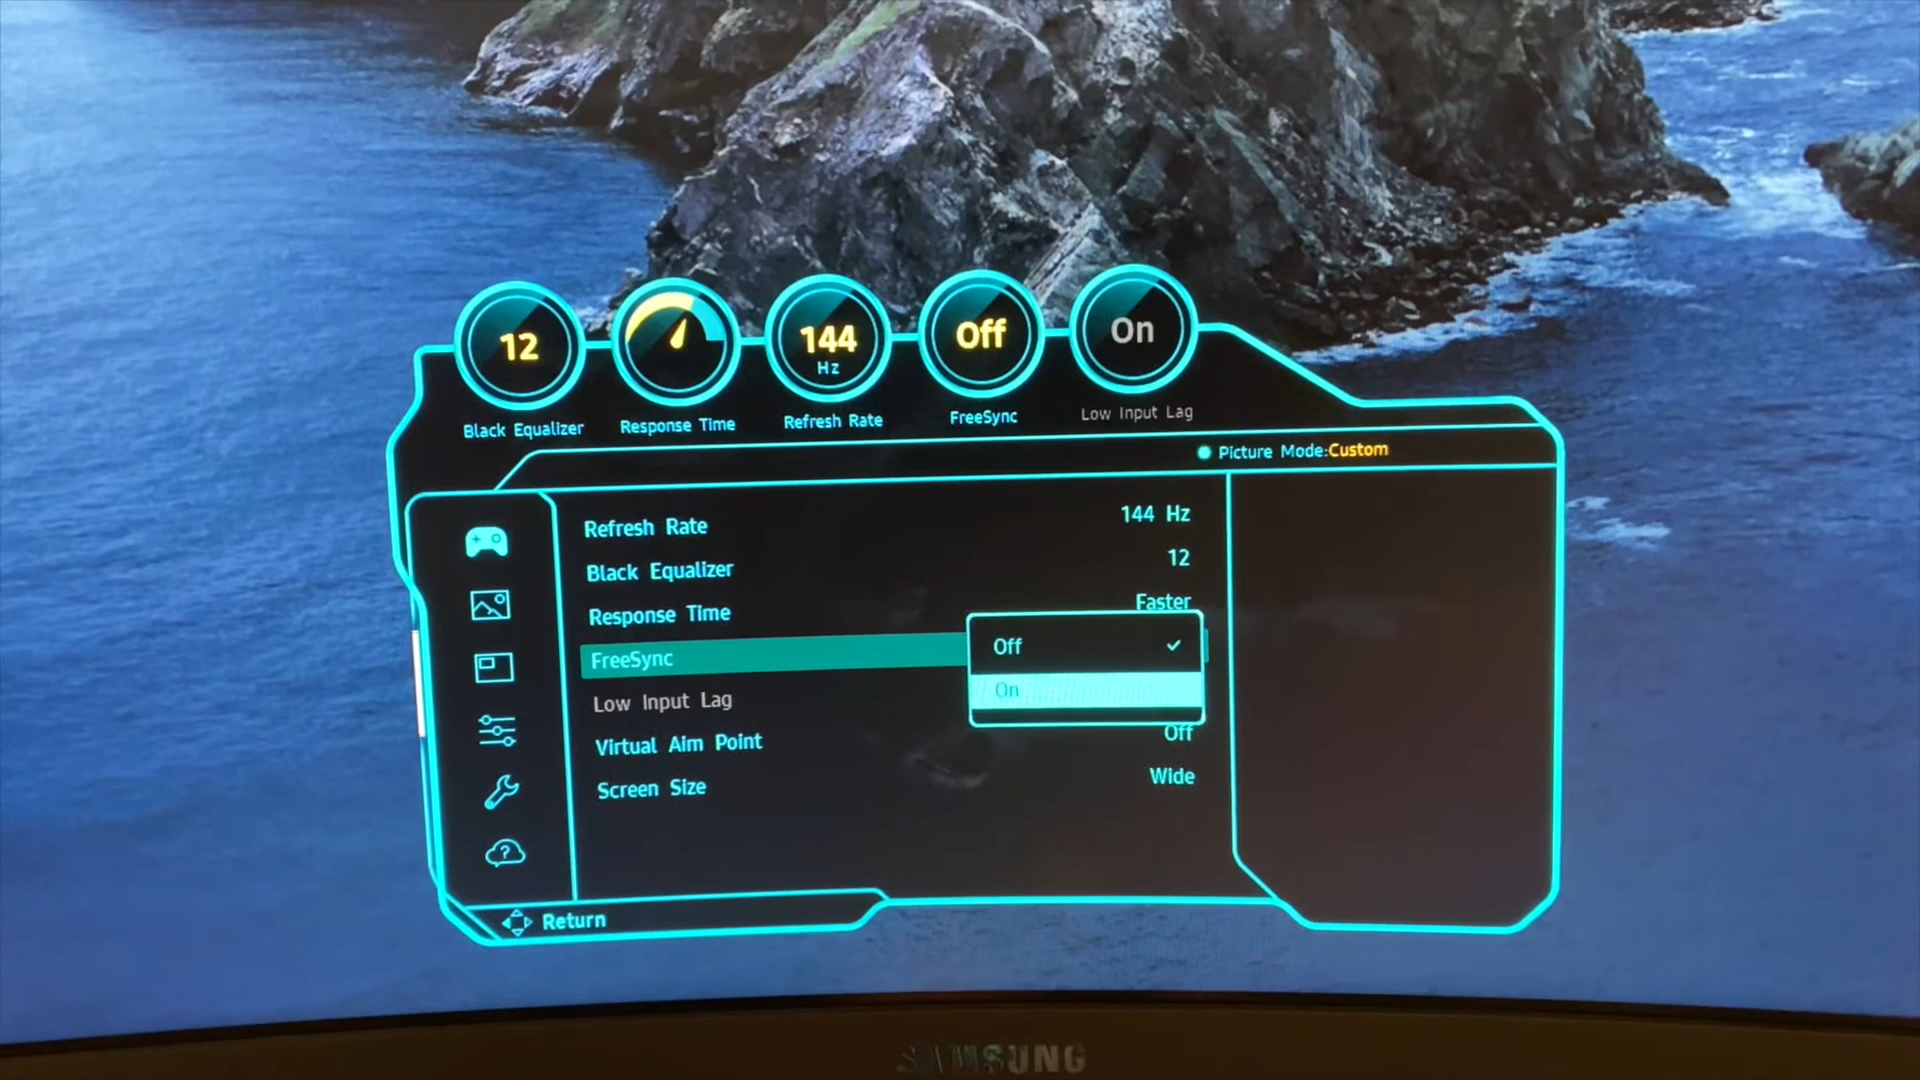 12
144
Hz
Off
On
Black Equalizer
Response Time
Refresh Rate
FreeSync
Low Input Lag
Picture Mode:Custom
Refresh Rate 144 Hz
Black Equalizer 12
Response Time Faster
FreeSync
Off
On
Low Input Lag
Virtual Aim Point Off
Screen Size Wide
Return
SAMSUNG